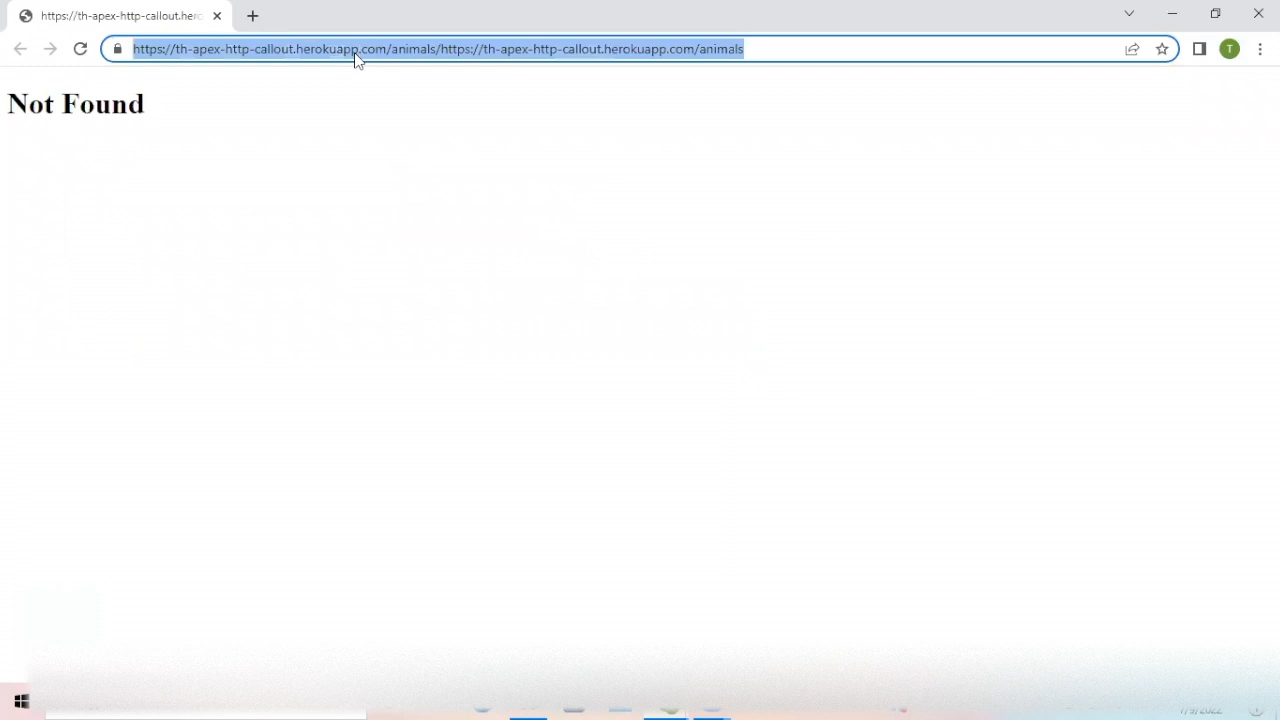 https://th-apex-http-callout.her
https://th-apex-http-callout.herokuapp.com/animals/https://th-apex-http-callout.herokuapp.com/animals
T
Not Found